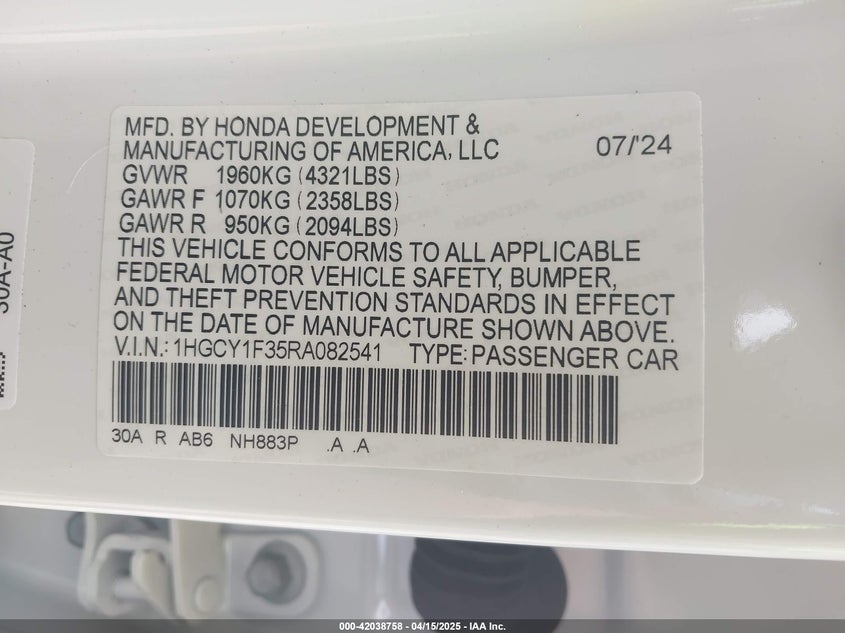 MFD. BY HONDA DEVELOPMENT &
MANUFACTURING OF AMERICA, LLC 07/'24
GVWR 1960KG (4321LBS)
GAWR F 1070KG (2358LBS)
GAWR R 950KG (2094LBS)
THIS VEHICLE CONFORMS TO ALL APPLICABLE
FEDERAL MOTOR VEHICLE SAFETY, BUMPER,
AND THEFT PREVENTION STANDARDS IN EFFECT
ON THE DATE OF MANUFACTURE SHOWN ABOVE.
V.I.N.: 1HGCY1F35RA082541 TYPE: PASSENGER CAR
30A R AB6 NH883P .A .A
30A-A0
000-42038758 - 04/15/2025 - IAA Inc.